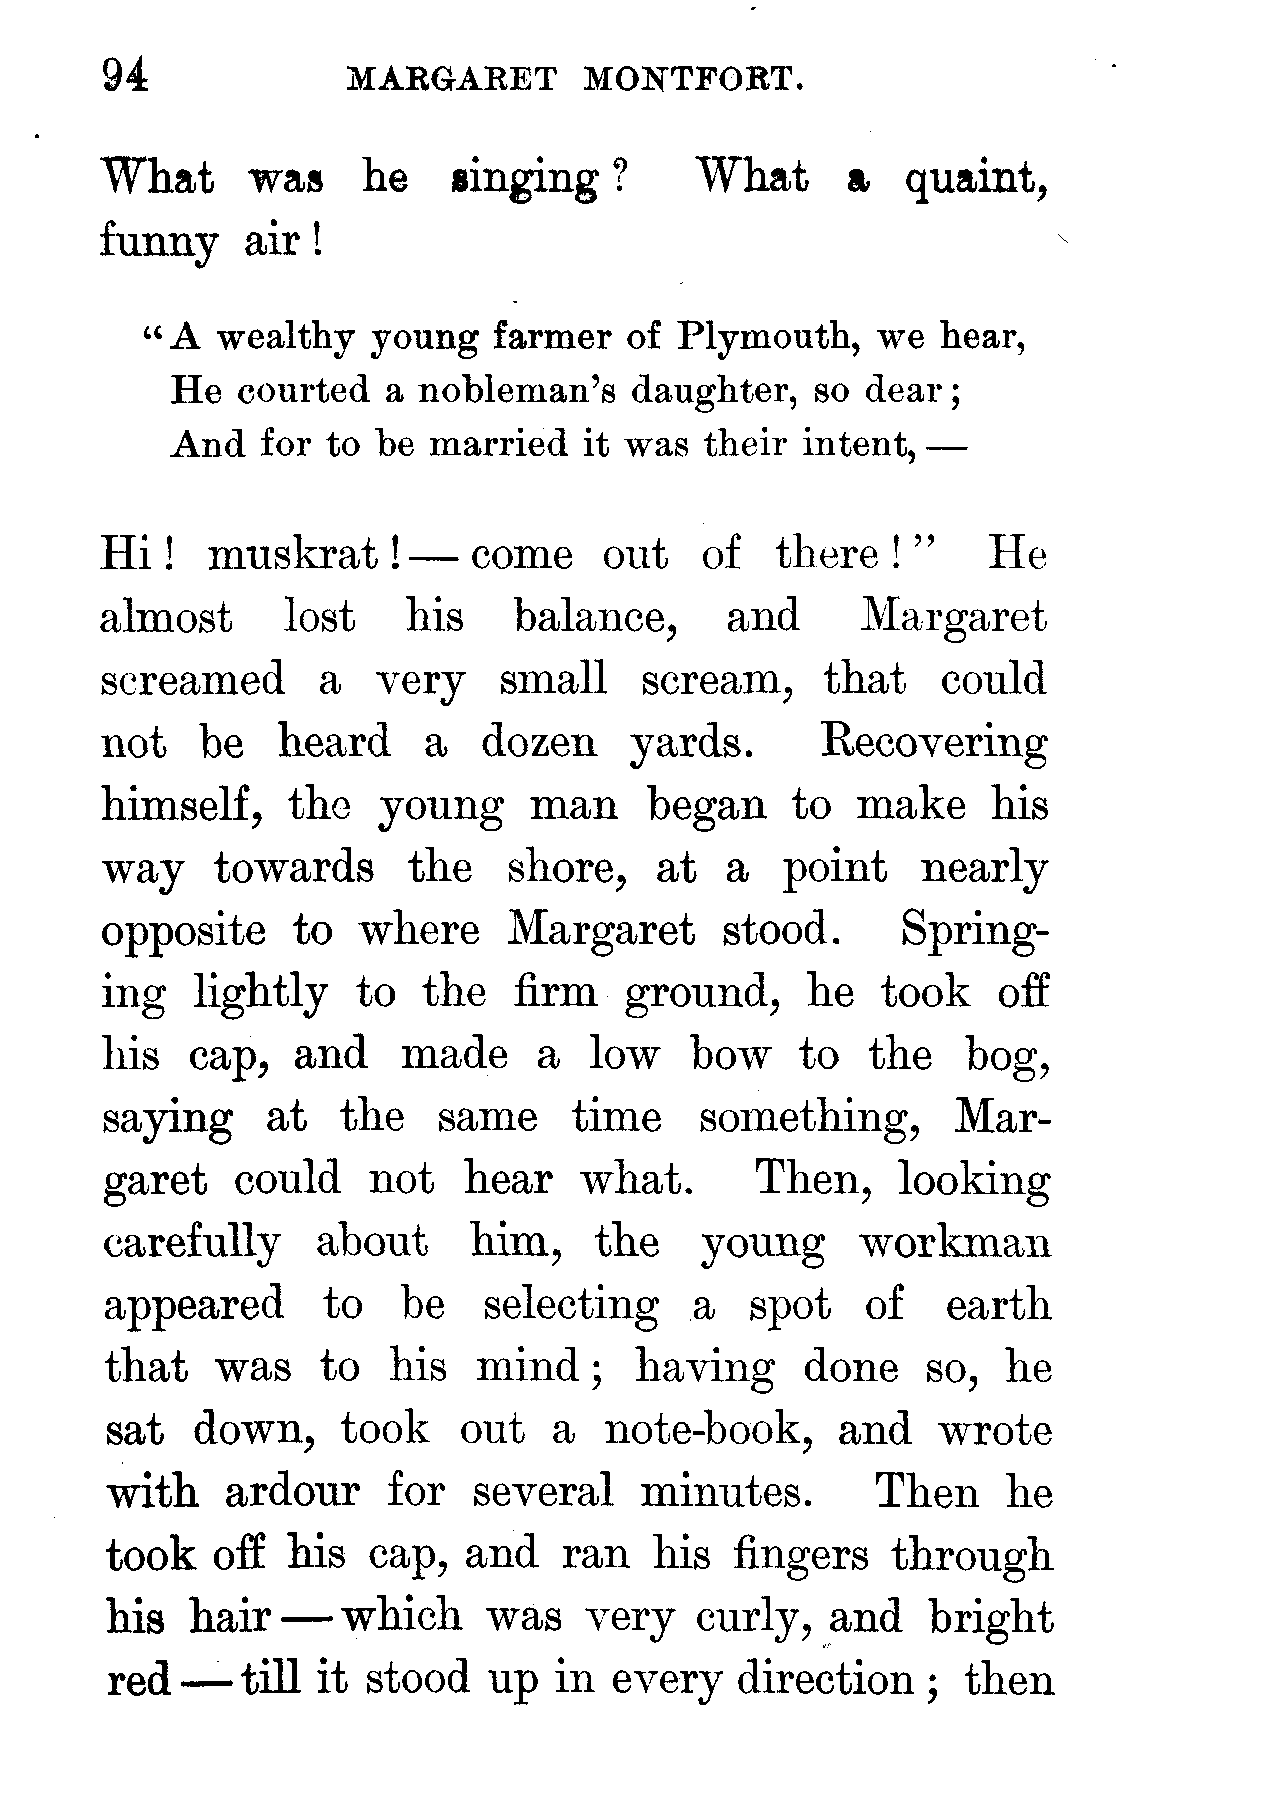 94 MARGARET MONTFORT.
What was he singing? What a quaint,
funny air!
"A wealthy young farmer of Plymouth, we hear,
He courted a nobleman's daughter, so dear;
And for to be married it was their intent,—
Hi! muskrat!—come out of there!" He
almost lost his balance, and Margaret
screamed a very small scream, that could
not be heard a dozen yards. Recovering
himself, the young man began to make his
way towards the shore, at a point nearly
opposite to where Margaret stood. Spring-
ing lightly to the firm ground, he took off
his cap, and made a low bow to the bog,
saying at the same time something, Mar-
garet could not hear what. Then, looking
carefully about him, the young workman
appeared to be selecting a spot of earth
that was to his mind; having done so, he
sat down, took out a note-book, and wrote
with ardour for several minutes. Then he
took off his cap, and ran his fingers through
his hair—which was very curly, and bright
red—till it stood up in every direction; then